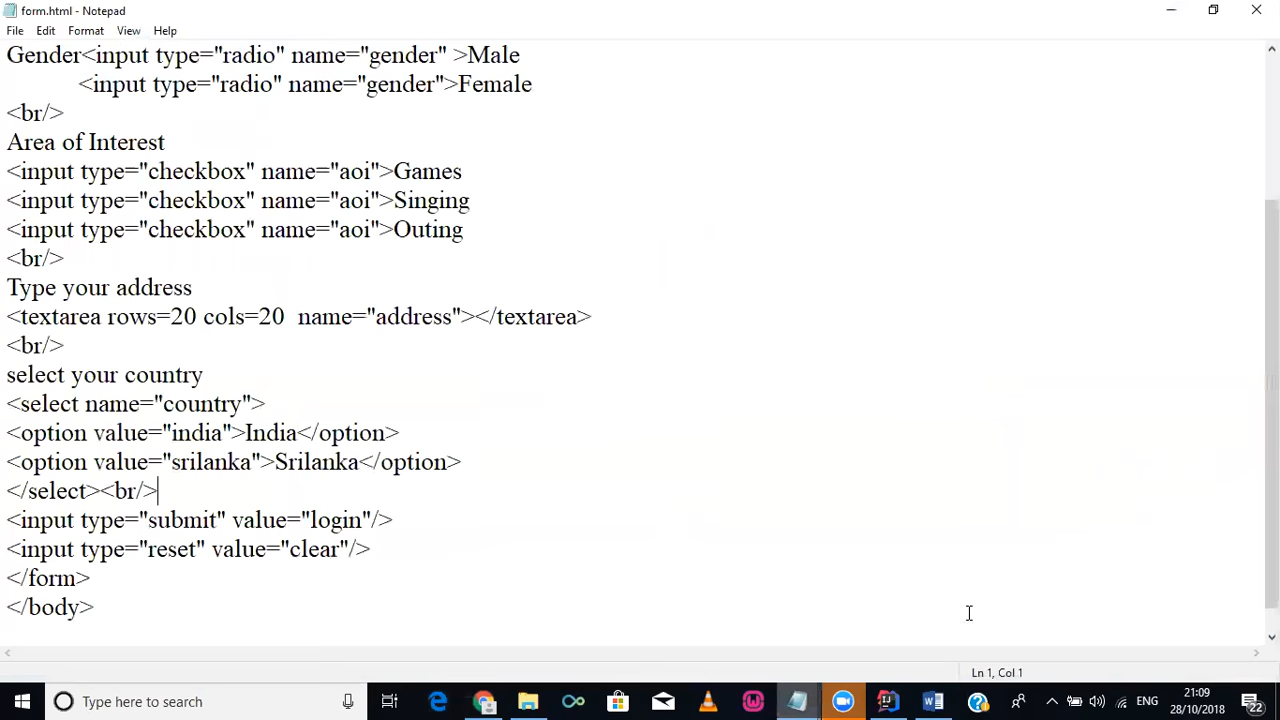 form.html - Notepad
File Edit Format View Help
Gender<input type="radio" name="gender" >Male
<input type="radio" name="gender">Female
<br/>
Area of Interest
<input type="checkbox" name="aoi">Games
<input type="checkbox" name="aoi">Singing
<input type="checkbox" name="aoi">Outing
<br/>
Type your address
<textarea rows=20 cols=20  name="address"></textarea>
<br/>
select your country
<select name="country">
<option value="india">India</option>
<option value="srilanka">Srilanka</option>
</select><br/>
<input type="submit" value="login"/>
<input type="reset" value="clear"/>
</form>
</body>
Ln 1, Col 1
Type here to search
ENG
21:09
28/10/2018
22